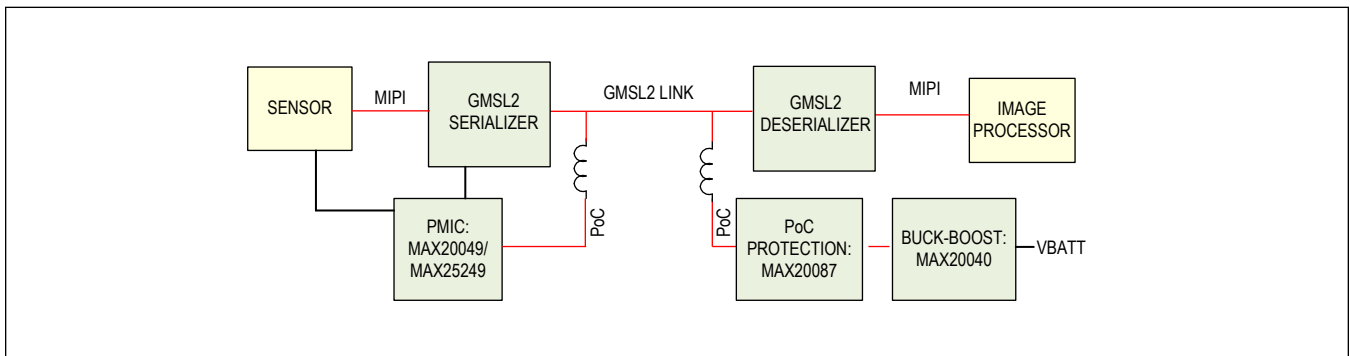 SENSOR
MIPI
GMSL2
SERIALIZER
GMSL2 LINK
GMSL2
DESERIALIZER
MIPI
IMAGE
PROCESSOR
PMIC:
MAX20049/
MAX25249
PoC
PoC
PoC
PROTECTION:
MAX20087
BUCK-BOOST:
MAX20040
VBATT